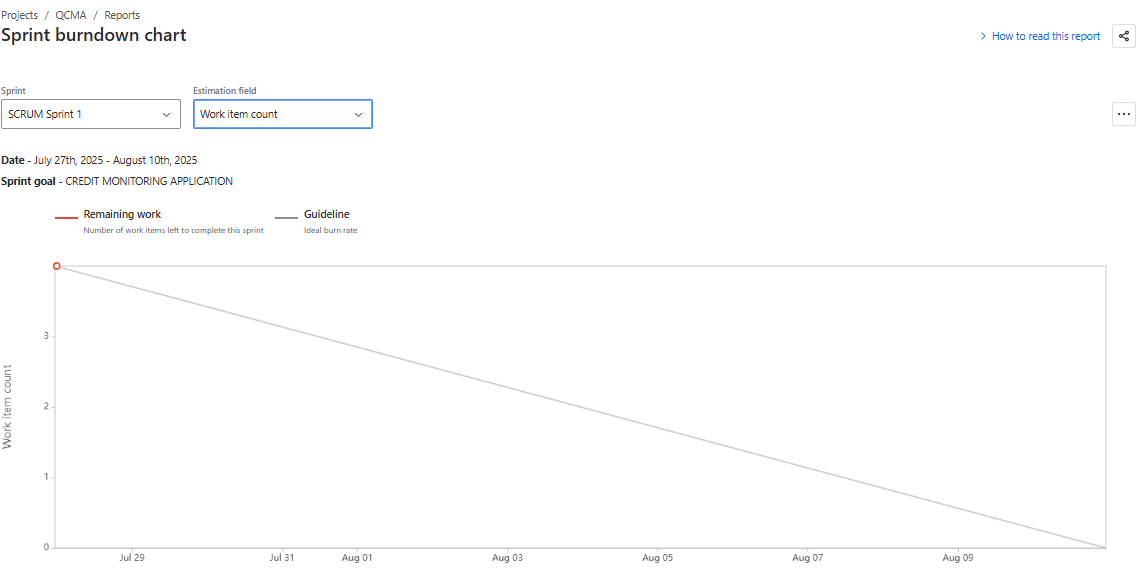 Projects / QCMA / Reports
Sprint burndown chart
How to read this report
Sprint
Estimation field
SCRUM Sprint 1
Work item count
Date - July 27th, 2025 - August 10th, 2025
Sprint goal - CREDIT MONITORING APPLICATION
Remaining work
Number of work items left to complete this sprint
Guideline
Ideal burn rate
Work item count
3
2
1
0
Jul 29
Jul 31
Aug 01
Aug 03
Aug 05
Aug 07
Aug 09